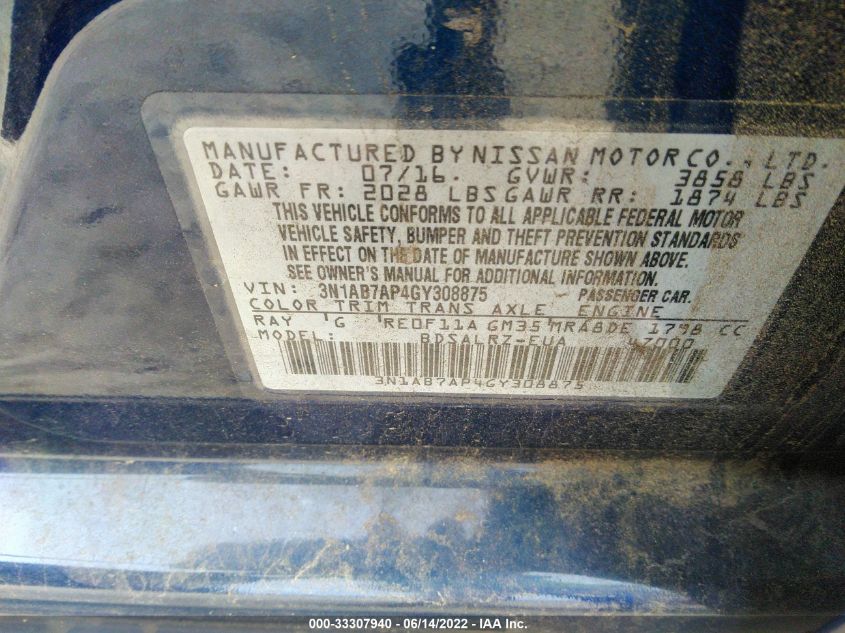 MANUFACTURED BY NISSAN MOTOR CO., LTD.
DATE: 07/16. GVWR: 3858 LBS
GAWR FR: 2028 LBS GAWR RR: 1874 LBS
THIS VEHICLE CONFORMS TO ALL APPLICABLE FEDERAL MOTOR
VEHICLE SAFETY, BUMPER AND THEFT PREVENTION STANDARDS
IN EFFECT ON THE DATE OF MANUFACTURE SHOWN ABOVE.
SEE OWNER'S MANUAL FOR ADDITIONAL INFORMATION.
VIN: 3N1AB7AP4GY308875 PASSENGER CAR.
COLOR TRIM TRANS AXLE ENGINE
RAY G RE0F11A GM35 MRA8DE 1798 CC
MODEL: BDSALRZ-EUA 47000
3N1AB7AP4GY308875
000-33307940 - 06/14/2022 - IAA Inc.